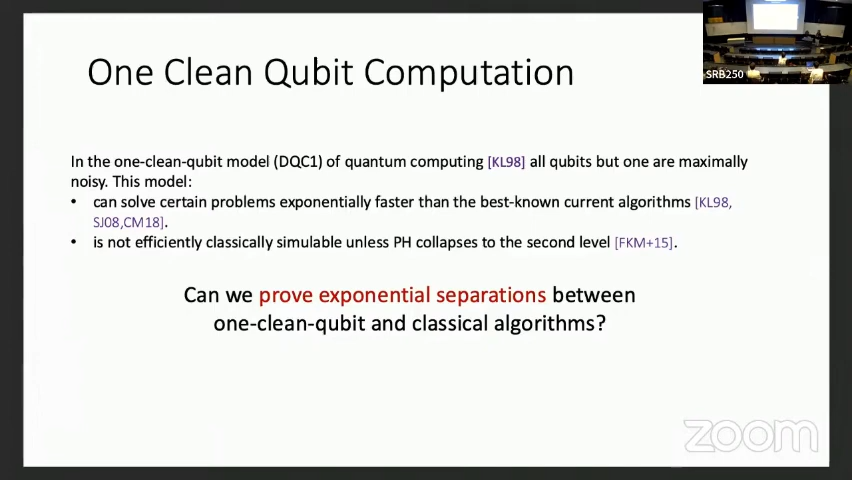 One Clean Qubit Computation
SRB250
In the one-clean-qubit model (DQC1) of quantum computing [KL98] all qubits but one are maximally
noisy. This model:
• can solve certain problems exponentially faster than the best-known current algorithms [KL98,
SJ08,CM18].
• is not efficiently classically simulable unless PH collapses to the second level [FKM+15].
Can we prove exponential separations between
one-clean-qubit and classical algorithms?
zoom